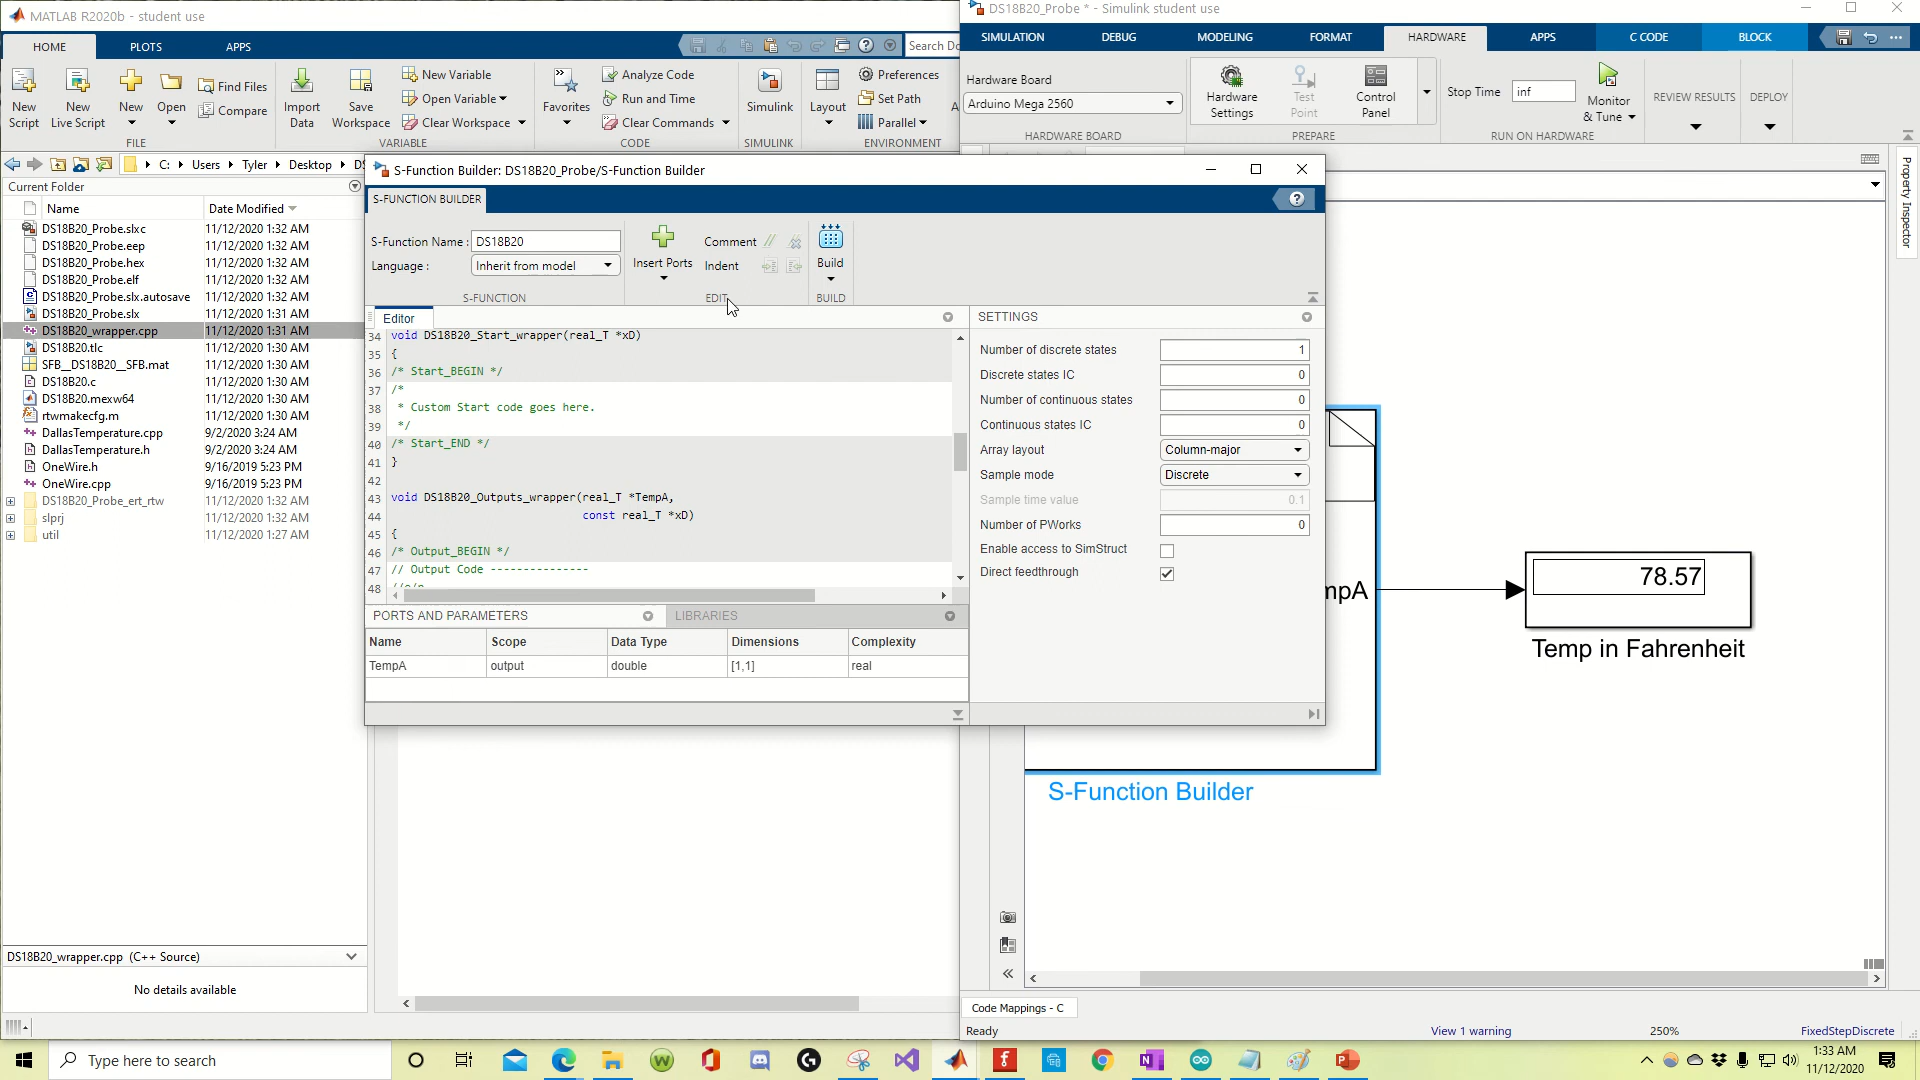 MATLAB R2020b - student use
HOME PLOTS APPS
Search Do
New Script
New Live Script
New
Open
Find Files
Compare
FILE
Import Data
Save Workspace
New Variable
Open Variable
Clear Workspace
VARIABLE
Favorites
Analyze Code
Run and Time
Clear Commands
CODE
Simulink
SIMULINK
Layout
Preferences
Set Path
Parallel
ENVIRONMENT
A
C: Users Tyler Desktop
Current Folder
Name Date Modified
DS18B20_Probe.slxc 11/12/2020 1:32 AM
DS18B20_Probe.eep 11/12/2020 1:32 AM
DS18B20_Probe.hex 11/12/2020 1:32 AM
DS18B20_Probe.elf 11/12/2020 1:32 AM
DS18B20_Probe.slx.autosave 11/12/2020 1:32 AM
DS18B20_Probe.slx 11/12/2020 1:31 AM
DS18B20_wrapper.cpp 11/12/2020 1:31 AM
DS18B20.tlc 11/12/2020 1:30 AM
SFB__DS18B20__SFB.mat 11/12/2020 1:30 AM
DS18B20.c 11/12/2020 1:30 AM
DS18B20.mexw64 11/12/2020 1:30 AM
rtwmakecfg.m 11/12/2020 1:30 AM
DallasTemperature.cpp 9/2/2020 3:24 AM
DallasTemperature.h 9/2/2020 3:24 AM
OneWire.h 9/16/2019 5:23 PM
OneWire.cpp 9/16/2019 5:23 PM
DS18B20_Probe_ert_rtw 11/12/2020 1:32 AM
slprj 11/12/2020 1:32 AM
util 11/12/2020 1:27 AM
DS18B20_wrapper.cpp (C++ Source)
No details available
S-Function Builder: DS18B20_Probe/S-Function Builder
S-FUNCTION BUILDER
S-Function Name : DS18B20
Language : Inherit from model
S-FUNCTION
Insert Ports
Comment
Indent
EDIT
Build
BUILD
Editor
34 void DS18B20_Start_wrapper(real_T *xD)
35 {
36 /* Start_BEGIN */
37 /*
38 * Custom Start code goes here.
39 */
40 /* Start_END */
41 }
42
43 void DS18B20_Outputs_wrapper(real_T *TempA,
44 const real_T *xD)
45 {
46 /* Output_BEGIN */
47 // Output Code ---------------
48
PORTS AND PARAMETERS LIBRARIES
Name Scope Data Type Dimensions Complexity
TempA output double [1,1] real
SETTINGS
Number of discrete states 1
Discrete states IC 0
Number of continuous states 0
Continuous states IC 0
Array layout Column-major
Sample mode Discrete
Sample time value 0.1
Number of PWorks 0
Enable access to SimStruct
Direct feedthrough
DS18B20_Probe * - Simulink student use
SIMULATION DEBUG MODELING FORMAT HARDWARE APPS C CODE BLOCK
Hardware Board
Arduino Mega 2560
HARDWARE BOARD
Hardware Settings
Test Point
Control Panel
PREPARE
Stop Time inf
Monitor & Tune
RUN ON HARDWARE
REVIEW RESULTS
DEPLOY
Property Inspector
mpA
78.57
Temp in Fahrenheit
S-Function Builder
Code Mappings - C
Ready View 1 warning 250% FixedStepDiscrete
Type here to search
1:33 AM
11/12/2020